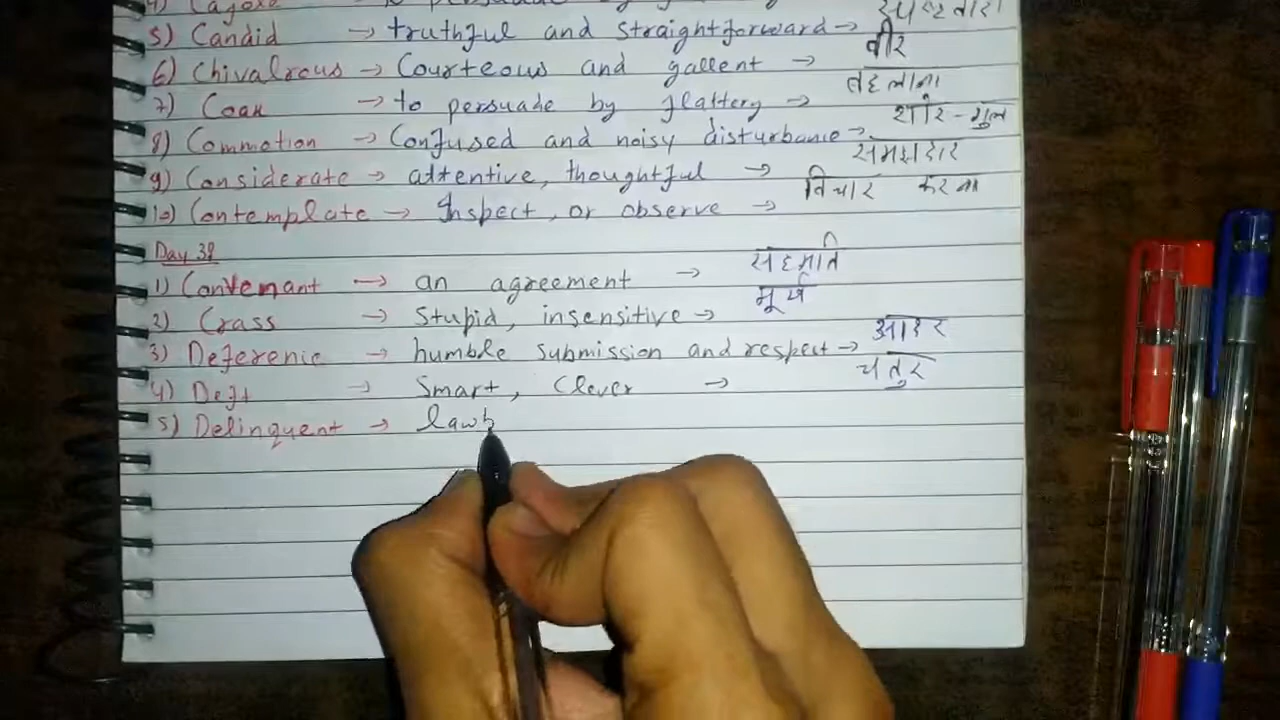 5) Candid → truthful and straightforward →
6) Chivalrous → Courteous and gallent → वीर
7) Coax → to persuade by flattery → बहलाना
8) Commotion → Confused and noisy disturbance → शोर-गुल
9) Considerate → attentive, thoughtful → समझदार
10) Contemplate → Inspect, or observe → विचार करना
Day 38
1) Convenant → an agreement → सहमति
2) Crass → Stupid, insensitive → मूर्ख
3) Deference → humble submission and respect → आदर
4) Deft → Smart, Clever → चतुर
5) Delinquent → lawb